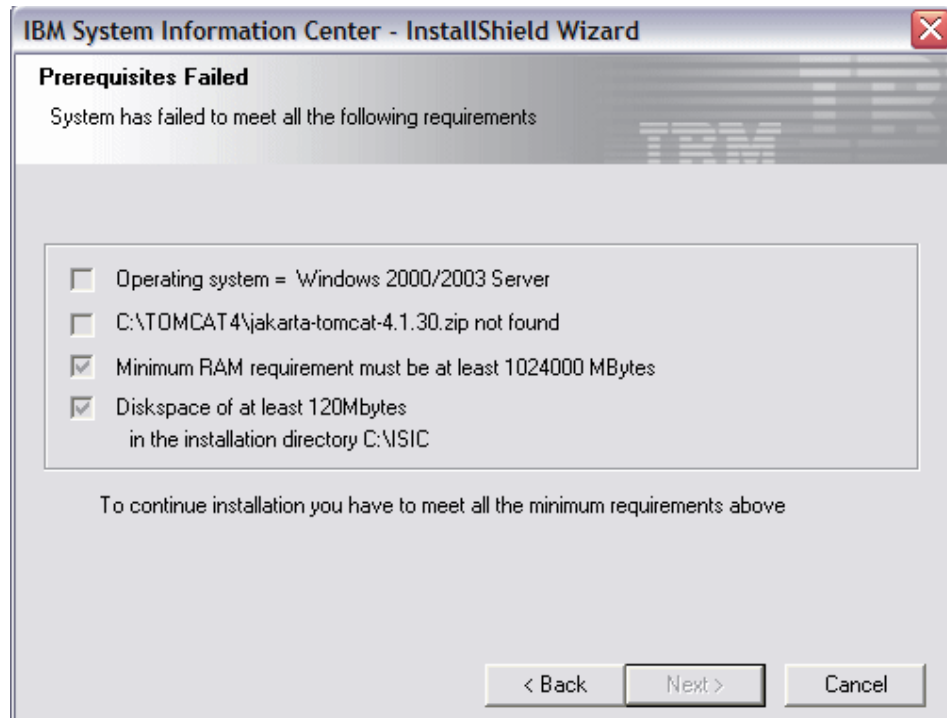 IBM System Information Center - InstallShield Wizard
Prerequisites Failed
System has failed to meet all the following requirements
IBM
Operating system = Windows 2000/2003 Server
C:\TOMCAT4\jakarta-tomcat-4.1.30.zip not found
Minimum RAM requirement must be at least 1024000 MBytes
Diskspace of at least 120Mbytes
in the installation directory C:\ISIC
To continue installation you have to meet all the minimum requirements above
< Back
Next >
Cancel